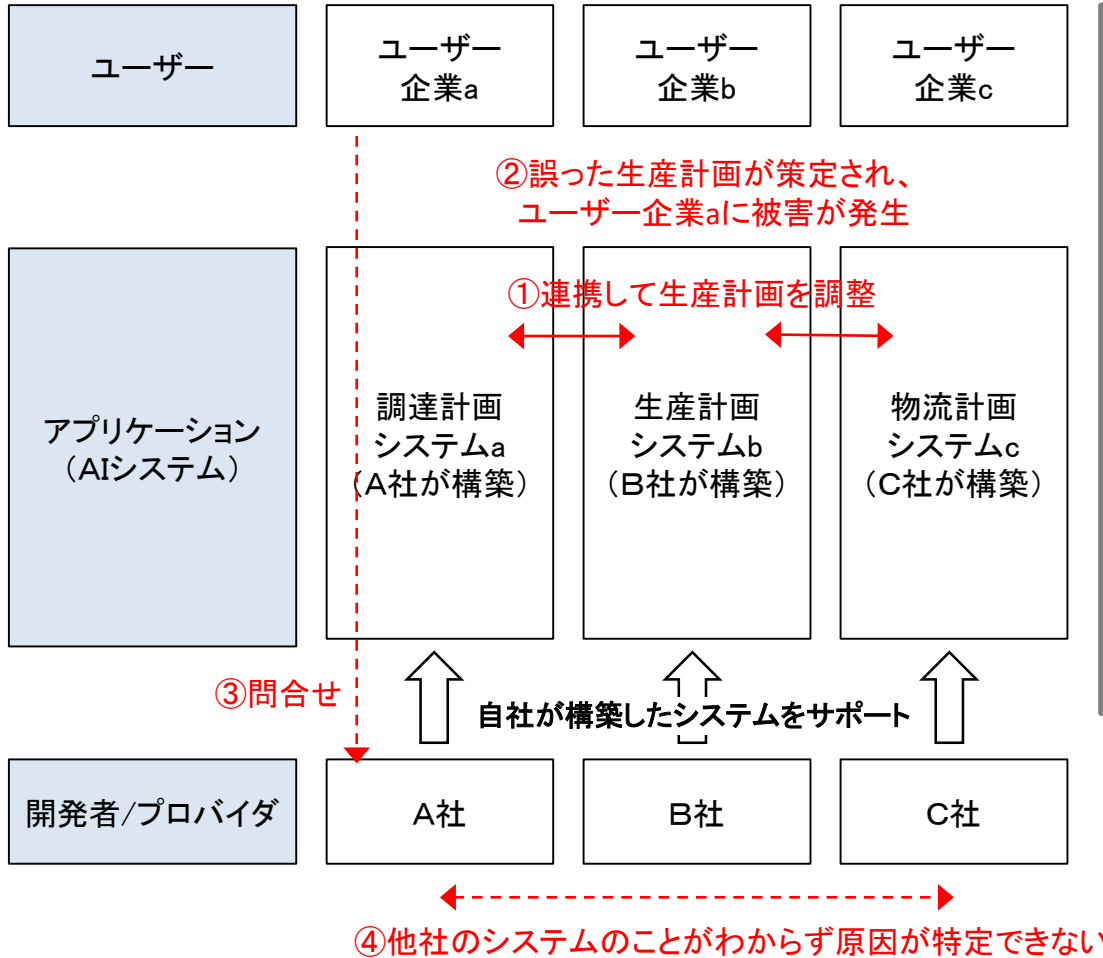 ユーザー
ユーザー
企業a
ユーザー
企業b
ユーザー
企業c
②誤った生産計画が策定され、
ユーザー企業aに被害が発生
①連携して生産計画を調整
アプリケーション
（AIシステム）
調達計画
システムa
（A社が構築）
生産計画
システムb
（B社が構築）
物流計画
システムc
（C社が構築）
③問合せ
自社が構築したシステムをサポート
開発者/プロバイダ
A社
B社
C社
④他社のシステムのことがわからず原因が特定できない